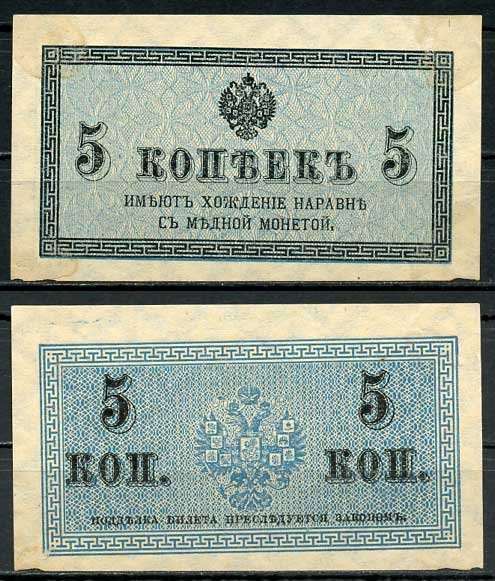 5 КОПѢЕКЪ 5
ИМѢЮТЪ ХОЖДЕНІЕ НАРАВНѢ
СЪ МѢДНОЙ МОНЕТОЙ.
5 5
КОП. КОП.
ПОДДѢЛКА БИЛЕТА ПРЕСЛѢДУЕТСЯ ЗАКОНОМЪ.